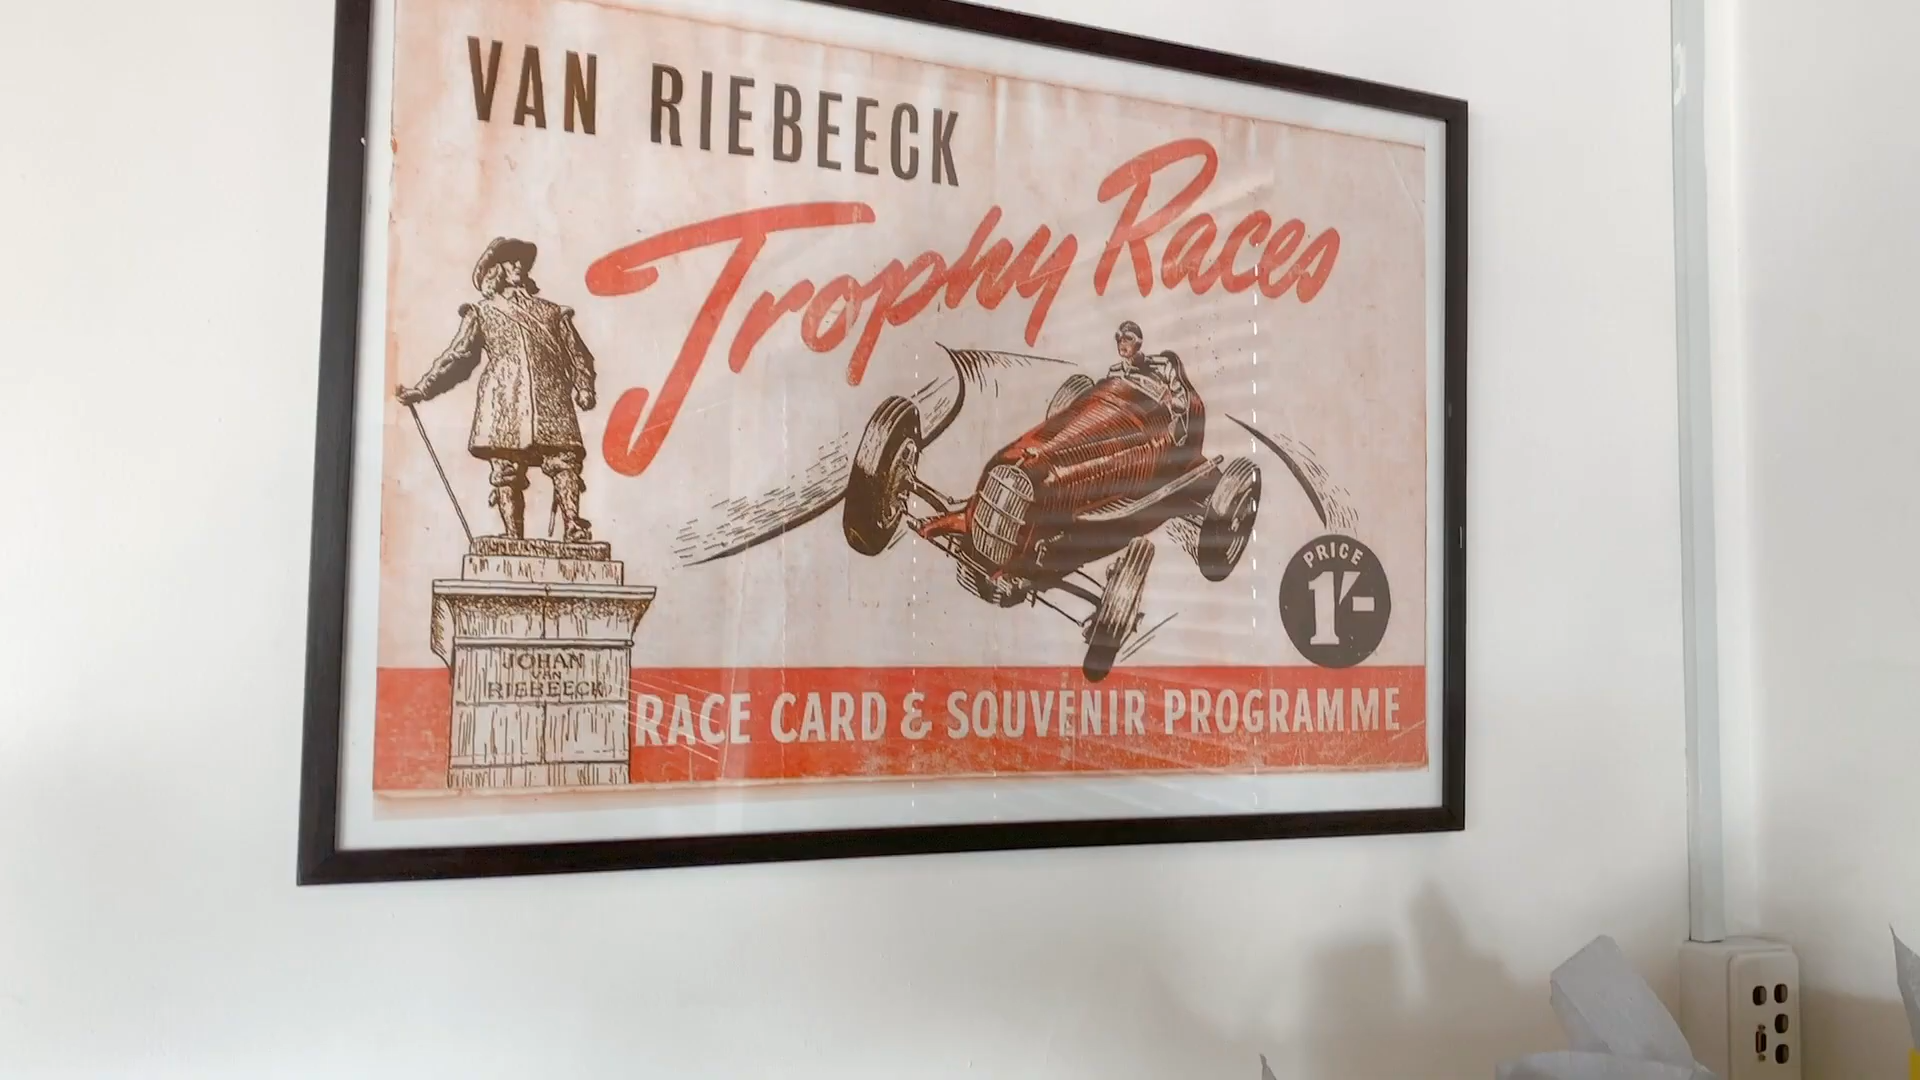 VAN RIEBEECK
Trophy Races
PRICE
1/-
JOHAN
VAN
RIEBEECK
RACE CARD & SOUVENIR PROGRAMME